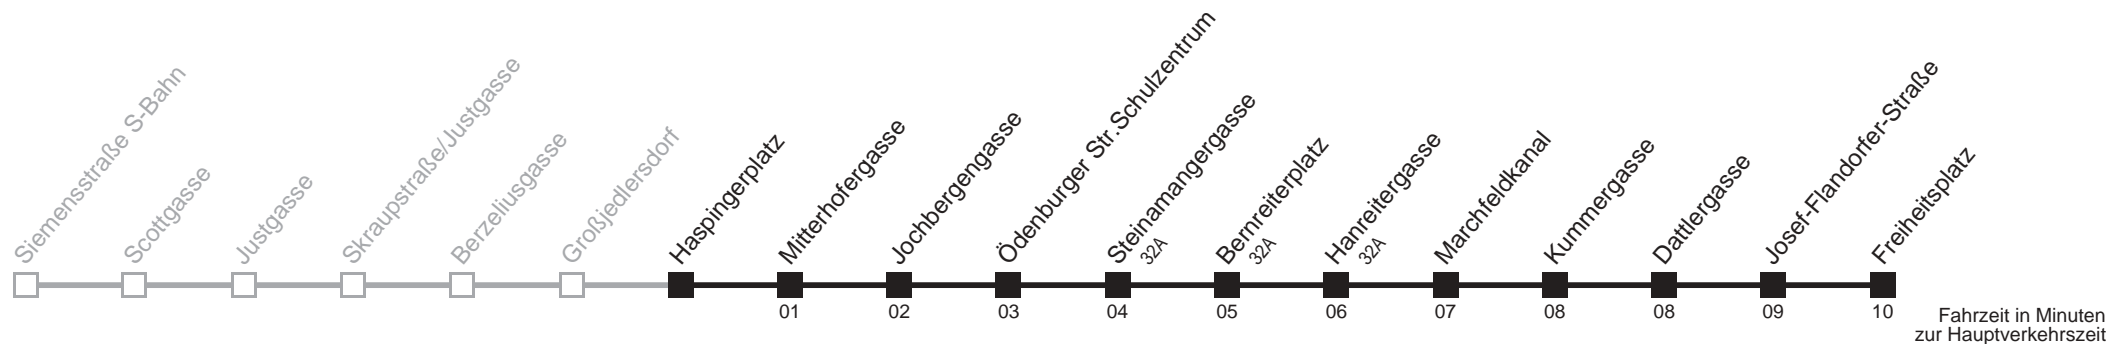 Siemensstraße S-Bahn
Scottgasse
Justgasse
Skraupstraße/Justgasse
Berzeliusgasse
Großjedlersdorf
Haspingerplatz
Mitterhofergasse
Jochbergengasse
Ödenburger Str.Schulzentrum
Steinamangergasse
32A
Bernreiterplatz
32A
Hanreitergasse
32A
Marchfeldkanal
Kummergasse
Dattlergasse
Josef-Flandorfer-Straße
Freiheitsplatz
01 02 03 04 05 06 07 08 08 09 10
Fahrzeit in Minuten
zur Hauptverkehrszeit